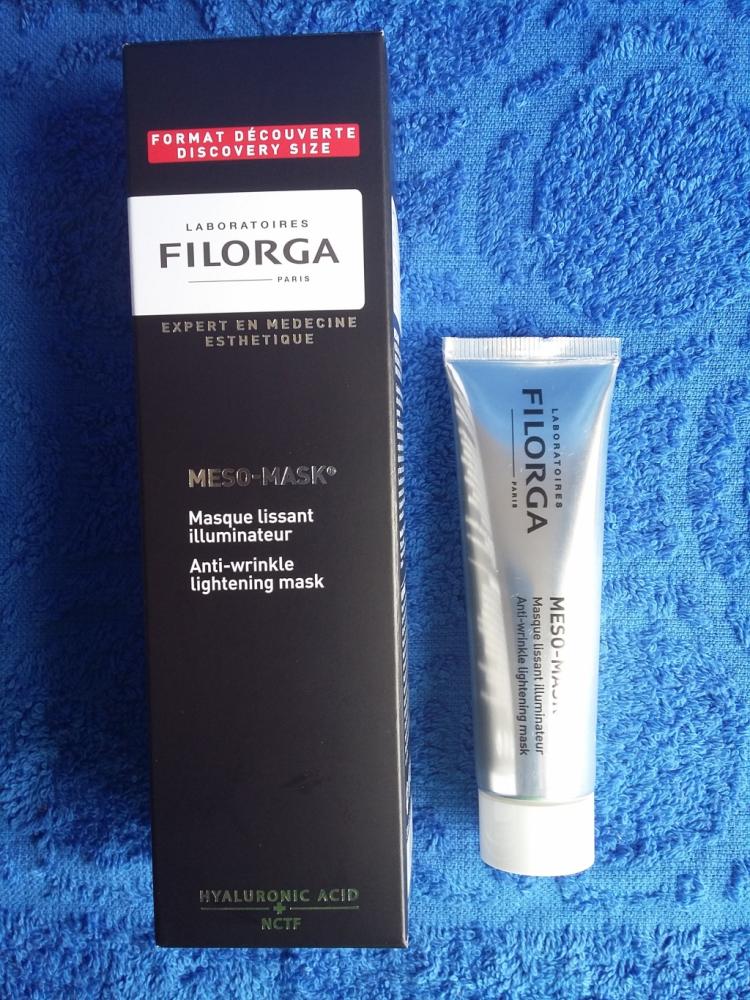 FORMAT DÉCOUVERTE
DISCOVERY SIZE
LABORATOIRES
FILORGA
PARIS
EXPERT EN MEDECINE
ESTHETIQUE
MESO-MASK®
Masque lissant
illuminateur
Anti-wrinkle
lightening mask
HYALURONIC ACID
+
NCTF
LABORATOIRES
FILORGA
PARIS
MESO-MASK
Masque lissant illuminateur
Anti-wrinkle lightening mask